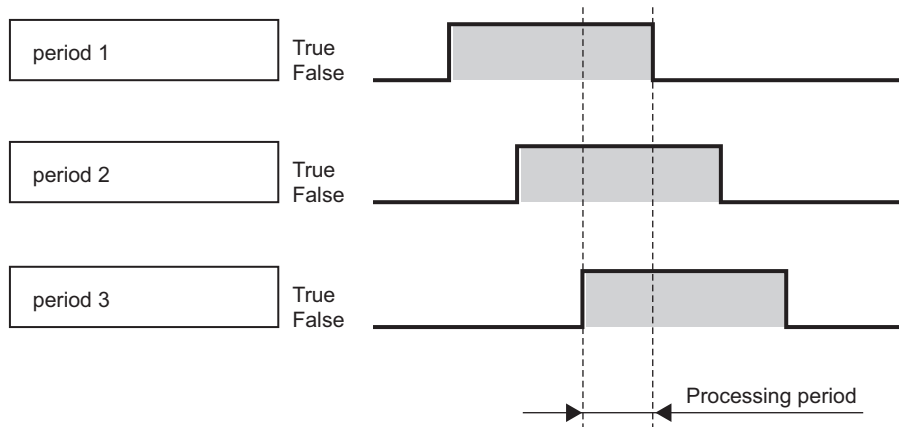 period 1
True
False
period 2
True
False
period 3
True
False
Processing period